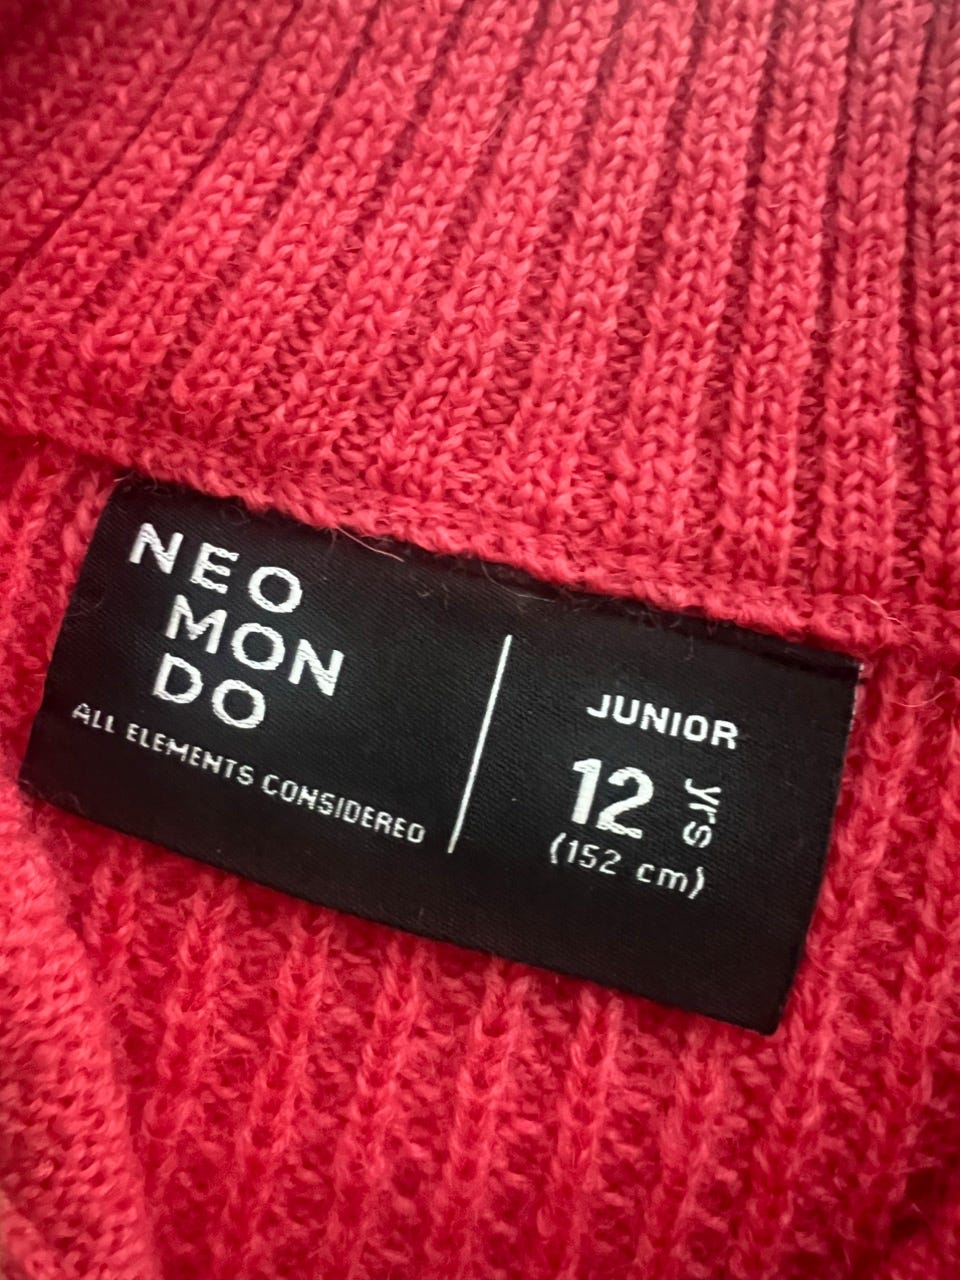 NEO
MON
DO
ALL ELEMENTS CONSIDERED
JUNIOR
12 yrs
(152 cm)